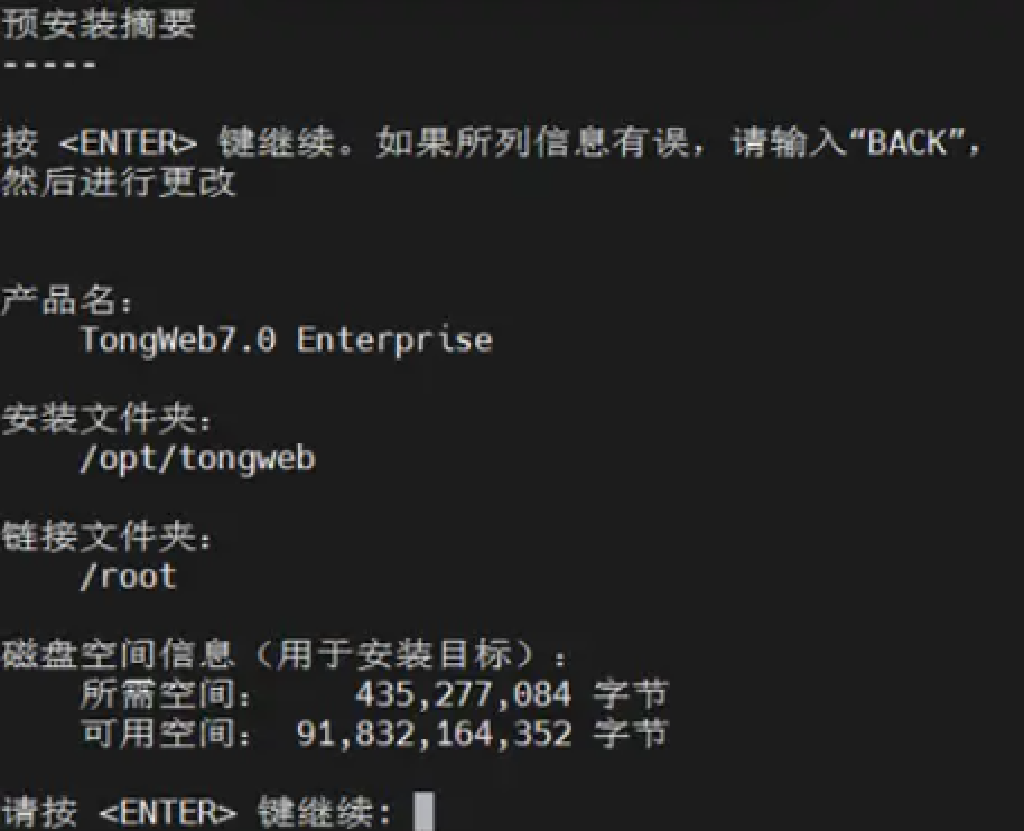 预安装摘要
-----
按 <ENTER> 键继续。如果所列信息有误，请输入“BACK”，
然后进行更改
产品名：
TongWeb7.0 Enterprise
安装文件夹：
/opt/tongweb
链接文件夹：
/root
磁盘空间信息（用于安装目标）：
所需空间： 435,277,084 字节
可用空间： 91,832,164,352 字节
请按 <ENTER> 键继续: